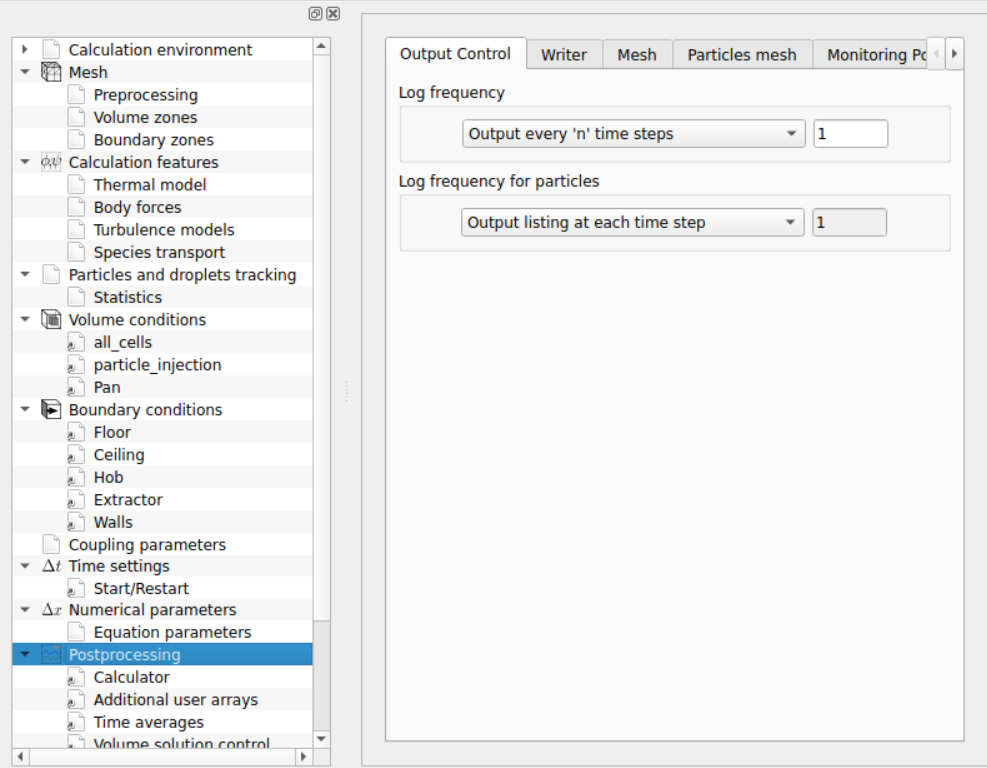 Calculation environment
Mesh
Preprocessing
Volume zones
Boundary zones
Calculation features
Thermal model
Body forces
Turbulence models
Species transport
Particles and droplets tracking
Statistics
Volume conditions
all_cells
particle_injection
Pan
Boundary conditions
Floor
Ceiling
Hob
Extractor
Walls
Coupling parameters
Δt Time settings
Start/Restart
Δx Numerical parameters
Equation parameters
Postprocessing
Calculator
Additional user arrays
Time averages
Volume solution control
Output Control Writer Mesh Particles mesh Monitoring Po
Log frequency
Output every 'n' time steps 1
Log frequency for particles
Output listing at each time step 1